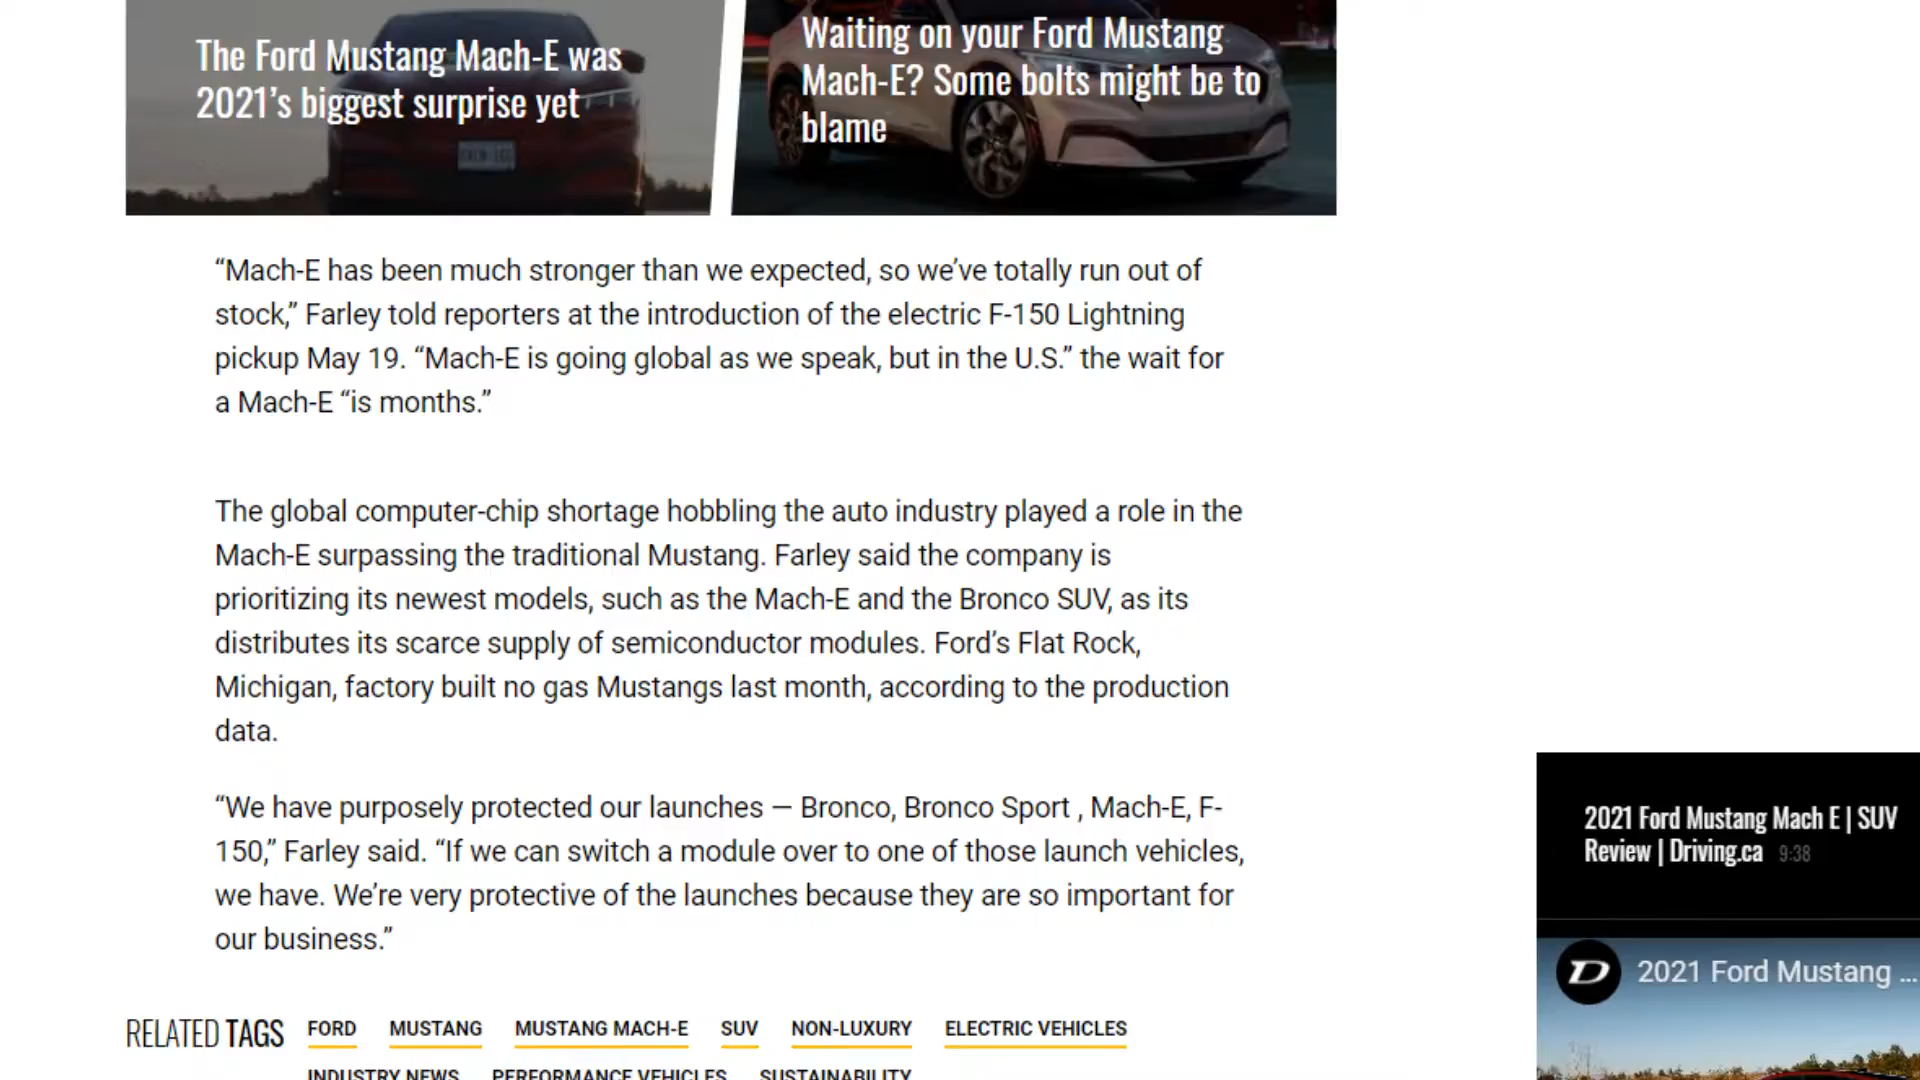 The Ford Mustang Mach-E was
2021’s biggest surprise yet
Waiting on your Ford Mustang
Mach-E? Some bolts might be to
blame
“Mach-E has been much stronger than we expected, so we’ve totally run out of
stock,” Farley told reporters at the introduction of the electric F-150 Lightning
pickup May 19. “Mach-E is going global as we speak, but in the U.S.” the wait for
a Mach-E “is months.”
The global computer-chip shortage hobbling the auto industry played a role in the
Mach-E surpassing the traditional Mustang. Farley said the company is
prioritizing its newest models, such as the Mach-E and the Bronco SUV, as its
distributes its scarce supply of semiconductor modules. Ford’s Flat Rock,
Michigan, factory built no gas Mustangs last month, according to the production
data.
“We have purposely protected our launches — Bronco, Bronco Sport , Mach-E, F-
150,” Farley said. “If we can switch a module over to one of those launch vehicles,
we have. We’re very protective of the launches because they are so important for
our business.”
2021 Ford Mustang Mach E | SUV
Review | Driving.ca 9:38
D 2021 Ford Mustang ...
RELATED TAGS FORD MUSTANG MUSTANG MACH-E SUV NON-LUXURY ELECTRIC VEHICLES
INDUSTRY NEWS PERFORMANCE VEHICLES SUSTAINABILITY